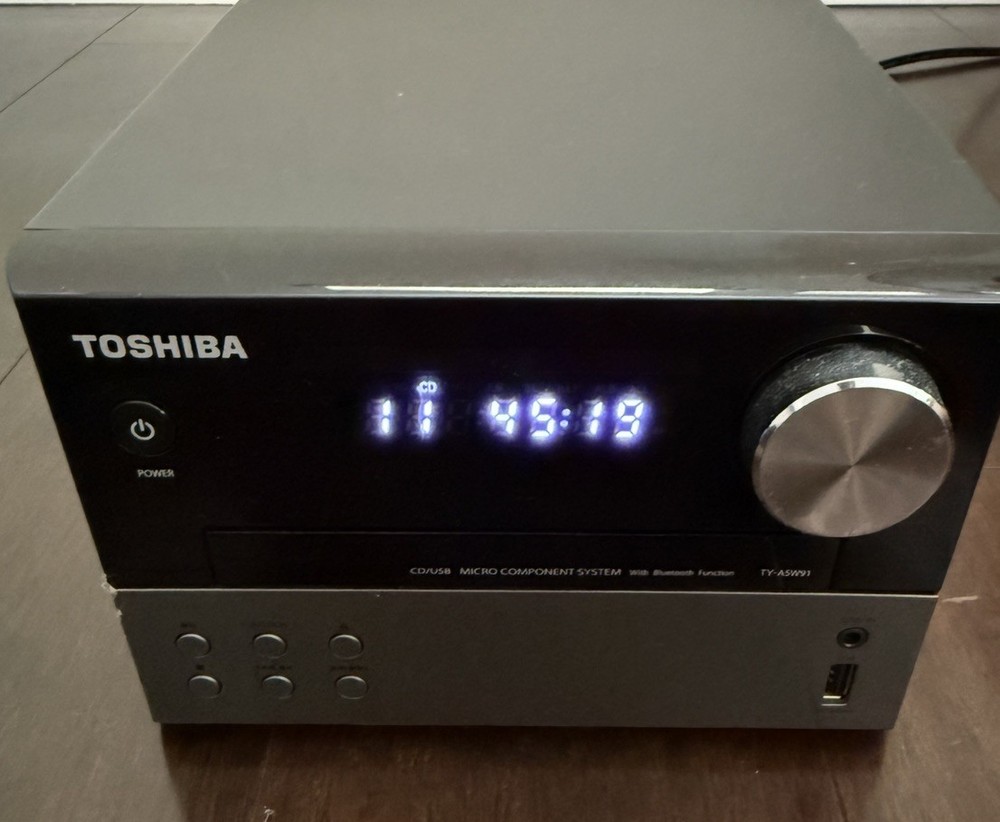 TOSHIBA
CD
11 45:19
POWER
CD/USB MICRO COMPONENT SYSTEM With Bluetooth Function TY-ASW91